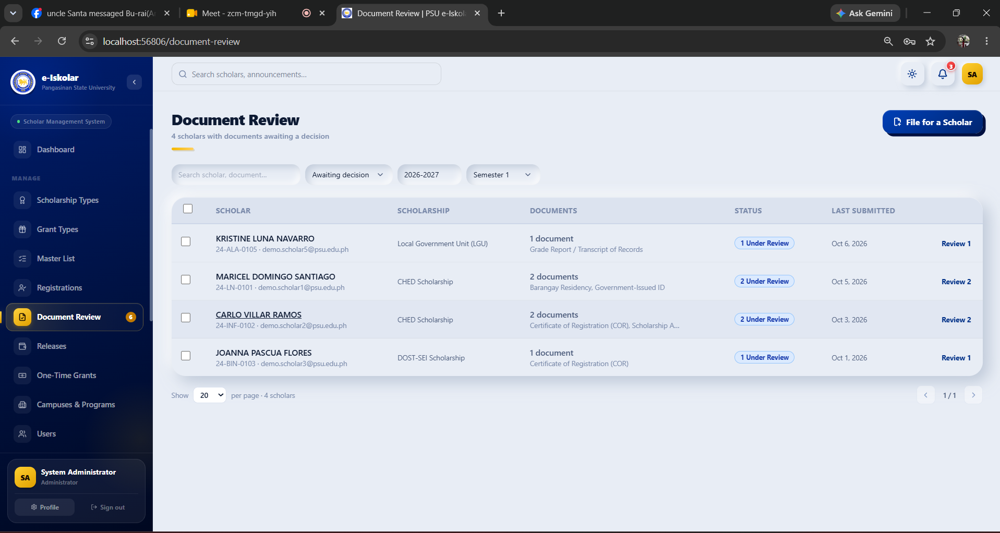 uncle Santa messaged Bu-rai(A
Meet - zcm-tmgd-yih
Document Review | PSU e-Iskol
Ask Gemini
localhost:56806/document-review
e-Iskolar
Pangasinan State University
Search scholars, announcements...
3
SA
Scholar Management System
Dashboard
MANAGE
Scholarship Types
Grant Types
Master List
Registrations
Document Review
6
Releases
One-Time Grants
Campuses & Programs
Users
SA
System Administrator
Administrator
Profile
Sign out
Document Review
4 scholars with documents awaiting a decision
File for a Scholar
Search scholar, document...
Awaiting decision
2026-2027
Semester 1
SCHOLAR
SCHOLARSHIP
DOCUMENTS
STATUS
LAST SUBMITTED
KRISTINE LUNA NAVARRO
24-ALA-0105 · demo.scholar5@psu.edu.ph
Local Government Unit (LGU)
1 document
Grade Report / Transcript of Records
1 Under Review
Oct 6, 2026
Review 1
MARICEL DOMINGO SANTIAGO
24-LN-0101 · demo.scholar1@psu.edu.ph
CHED Scholarship
2 documents
Barangay Residency, Government-Issued ID
2 Under Review
Oct 5, 2026
Review 2
CARLO VILLAR RAMOS
24-INF-0102 · demo.scholar2@psu.edu.ph
CHED Scholarship
2 documents
Certificate of Registration (COR), Scholarship A...
2 Under Review
Oct 3, 2026
Review 2
JOANNA PASCUA FLORES
24-BIN-0103 · demo.scholar3@psu.edu.ph
DOST-SEI Scholarship
1 document
Certificate of Registration (COR)
1 Under Review
Oct 1, 2026
Review 1
Show 20 per page · 4 scholars
1 / 1